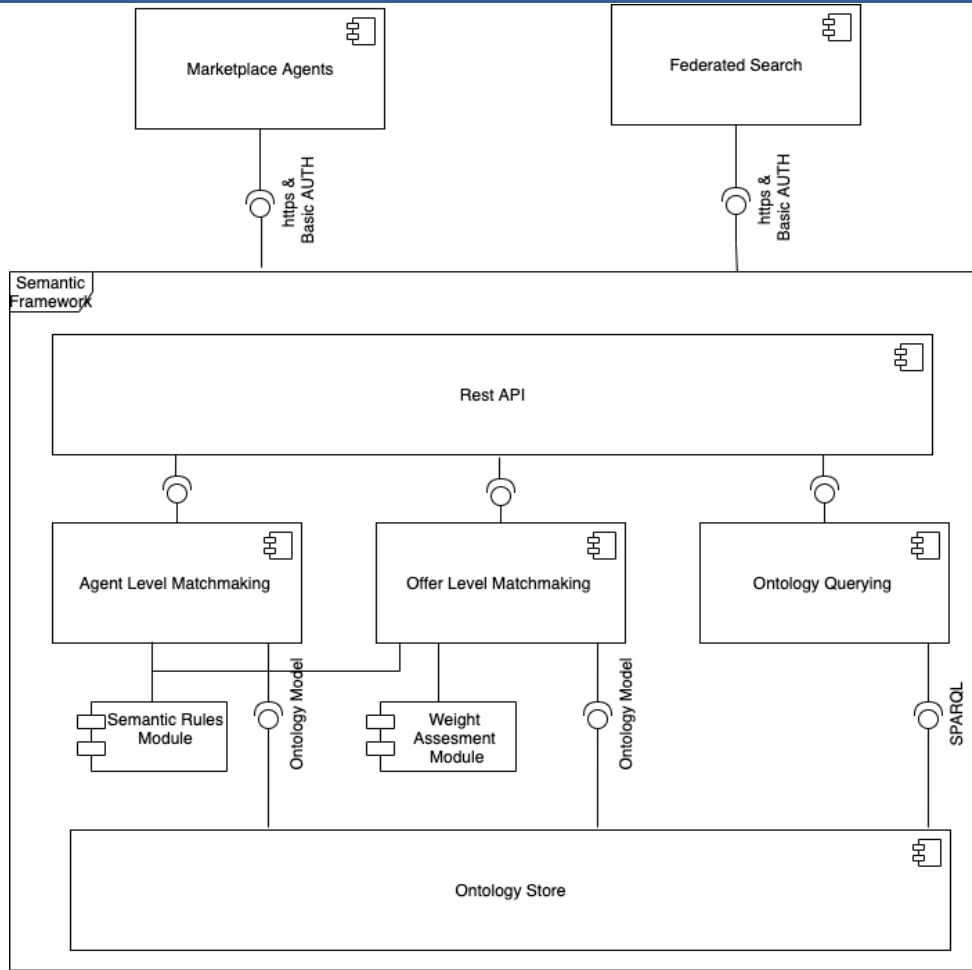 Marketplace Agents
Federated Search
https &
Basic AUTH
https &
Basic AUTH
Semantic
Framework
Rest API
Agent Level Matchmaking
Offer Level Matchmaking
Ontology Querying
Semantic Rules
Module
Ontology Model
Weight
Assesment
Module
Ontology Model
SPARQL
Ontology Store